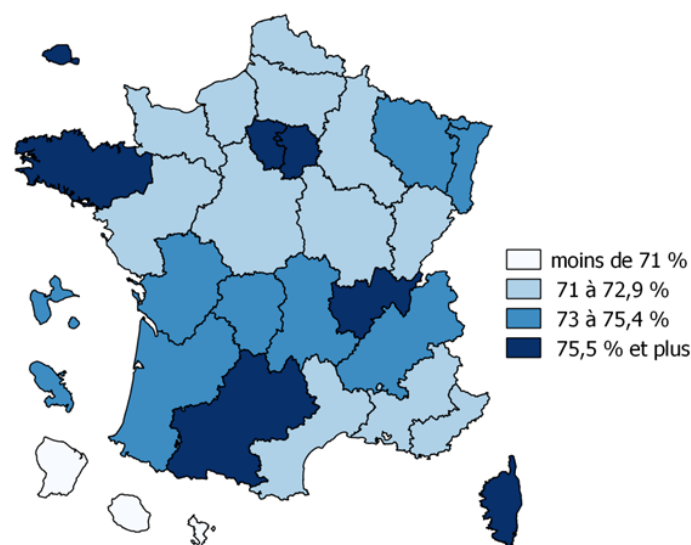 moins de 71 %
71 à 72,9 %
73 à 75,4 %
75,5 % et plus